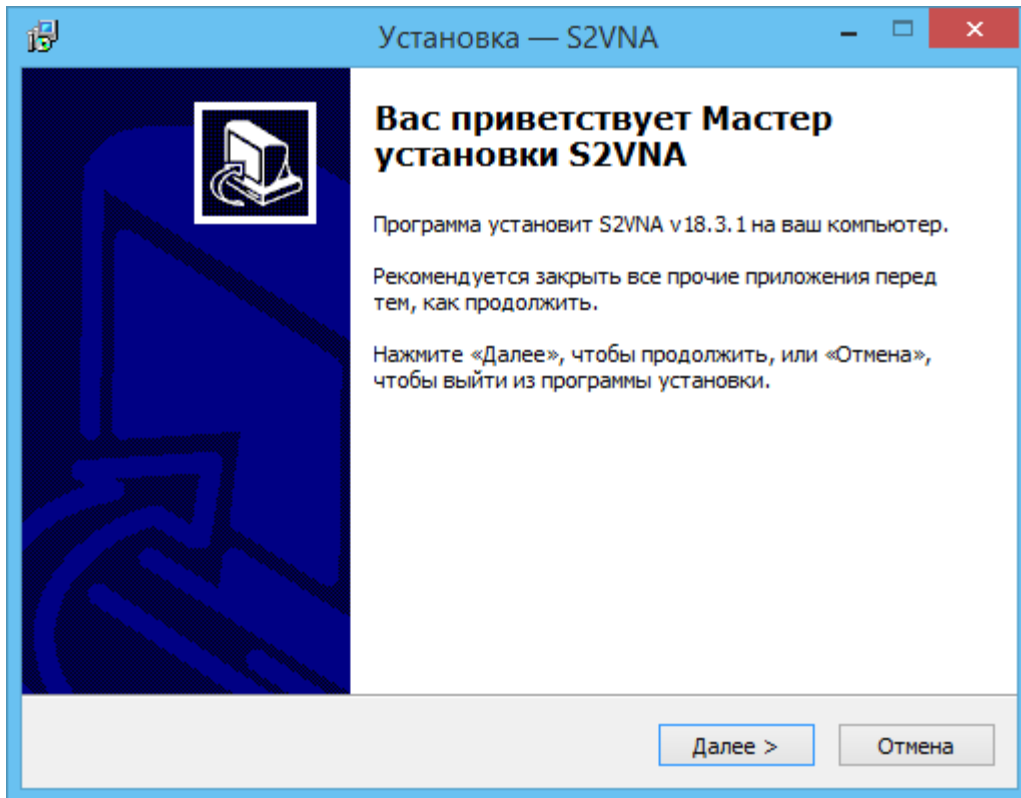 Установка — S2VNA
Вас приветствует Мастер
установки S2VNA
Программа установит S2VNA v18.3.1 на ваш компьютер.
Рекомендуется закрыть все прочие приложения перед
тем, как продолжить.
Нажмите «Далее», чтобы продолжить, или «Отмена»,
чтобы выйти из программы установки.
Далее >
Отмена